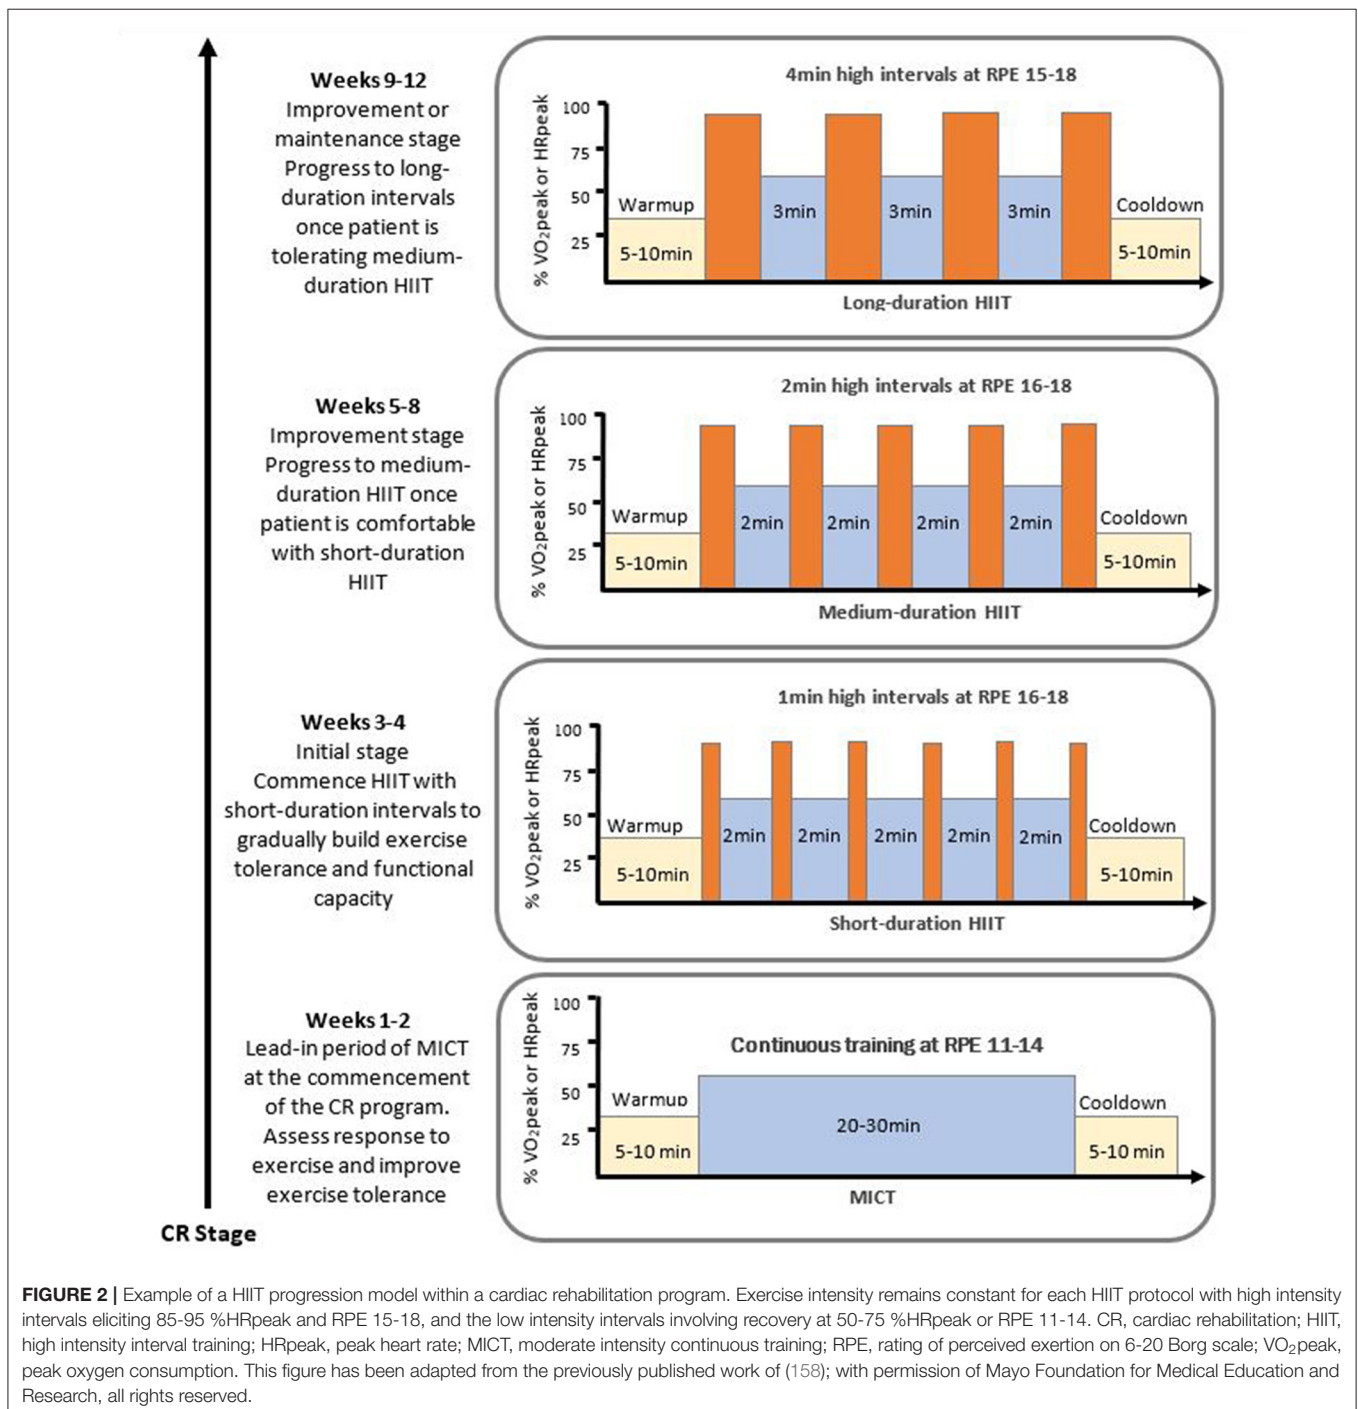 Weeks 9-12
Improvement or
maintenance stage
Progress to long-
duration intervals
once patient is
tolerating medium-
duration HIIT
4min high intervals at RPE 15-18
% VO₂peak or HRpeak
100
75
50
25
Warmup
5-10min
3min
3min
3min
Cooldown
5-10min
Long-duration HIIT
Weeks 5-8
Improvement stage
Progress to medium-
duration HIIT once
patient is comfortable
with short-duration
HIIT
2min high intervals at RPE 16-18
% VO₂peak or HRpeak
100
75
50
25
Warmup
5-10min
2min
2min
2min
2min
Cooldown
5-10min
Medium-duration HIIT
Weeks 3-4
Initial stage
Commence HIIT with
short-duration intervals to
gradually build exercise
tolerance and functional
capacity
1min high intervals at RPE 16-18
% VO₂peak or HRpeak
100
75
50
25
Warmup
5-10min
2min
2min
2min
2min
2min
Cooldown
5-10min
Short-duration HIIT
Weeks 1-2
Lead-in period of MICT
at the commencement
of the CR program.
Assess response to
exercise and improve
exercise tolerance
% VO₂peak or HRpeak
100
75
50
25
Continuous training at RPE 11-14
Warmup
5-10 min
20-30min
Cooldown
5-10 min
MICT
CR Stage
FIGURE 2 | Example of a HIIT progression model within a cardiac rehabilitation program. Exercise intensity remains constant for each HIIT protocol with high intensity
intervals eliciting 85-95 %HRpeak and RPE 15-18, and the low intensity intervals involving recovery at 50-75 %HRpeak or RPE 11-14. CR, cardiac rehabilitation; HIIT,
high intensity interval training; HRpeak, peak heart rate; MICT, moderate intensity continuous training; RPE, rating of perceived exertion on 6-20 Borg scale; VO₂peak,
peak oxygen consumption. This figure has been adapted from the previously published work of (158); with permission of Mayo Foundation for Medical Education and
Research, all rights reserved.